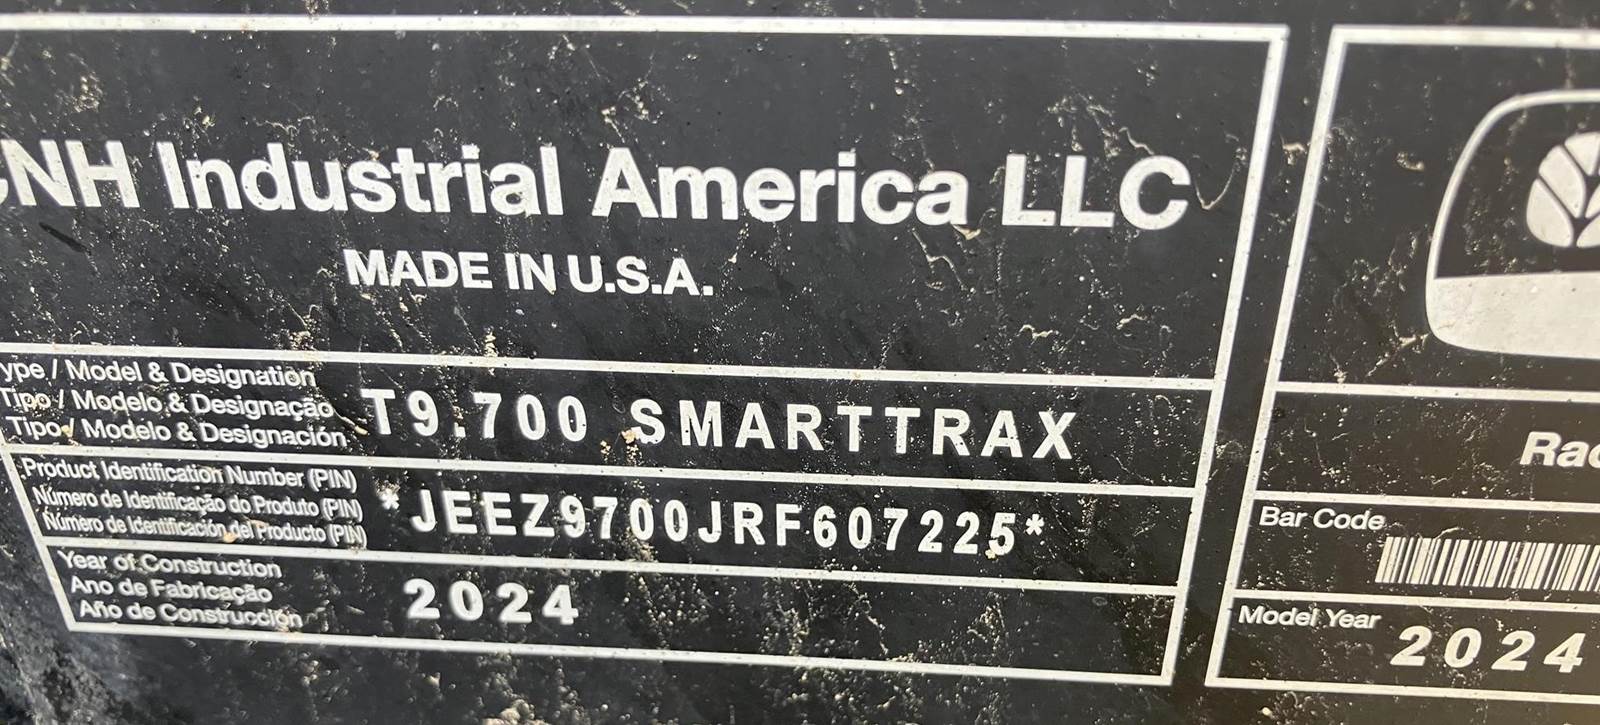 CNH Industrial America LLC
MADE IN U.S.A.
Type / Model & Designation
Tipo / Modelo & Designação
Tipo / Modelo & Designación
T9.700 SMARTTRAX
Product Identification Number (PIN)
Número de Identificação do Produto (PIN)
Número de Identificación del Producto (PIN)
*JEEZ9700JRF607225*
Year of Construction
Ano de Fabricação
Año de Construcción
2024
Rac
Bar Code
Model Year
2024